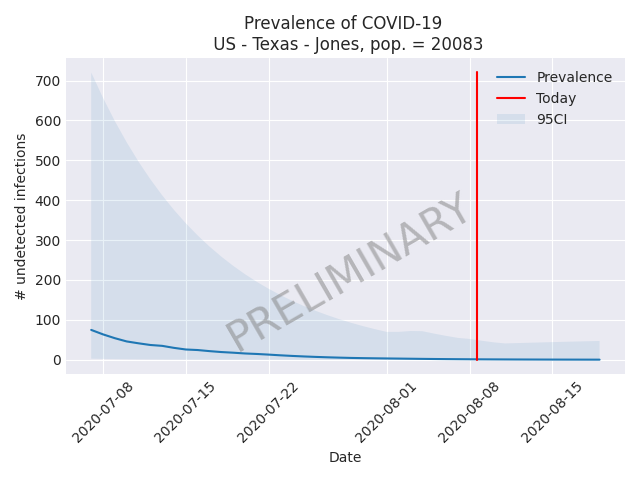 Prevalence of COVID-19
US - Texas - Jones, pop. = 20083
# undetected infections
700
600
500
400
300
200
100
0
Prevalence
Today
95CI
PRELIMINARY
2020-07-08
2020-07-15
2020-07-22
2020-08-01
2020-08-08
2020-08-15
Date